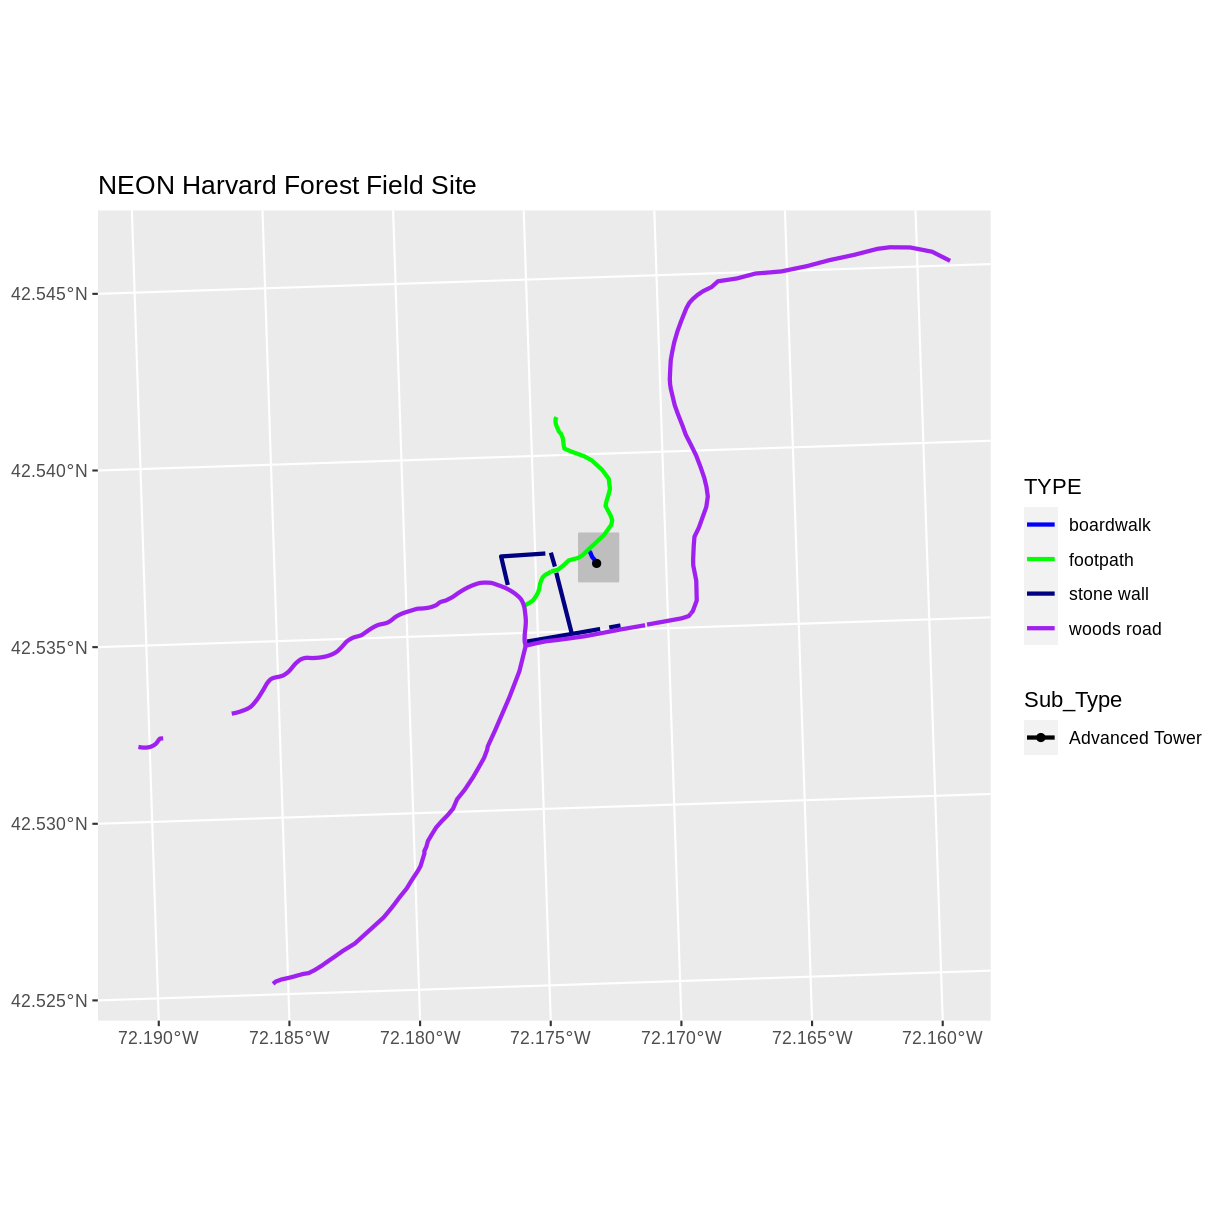 NEON Harvard Forest Field Site
42.545°N
42.540°N
42.535°N
42.530°N
42.525°N
72.190°W 72.185°W 72.180°W 72.175°W 72.170°W 72.165°W 72.160°W
TYPE
boardwalk
footpath
stone wall
woods road
Sub_Type
Advanced Tower